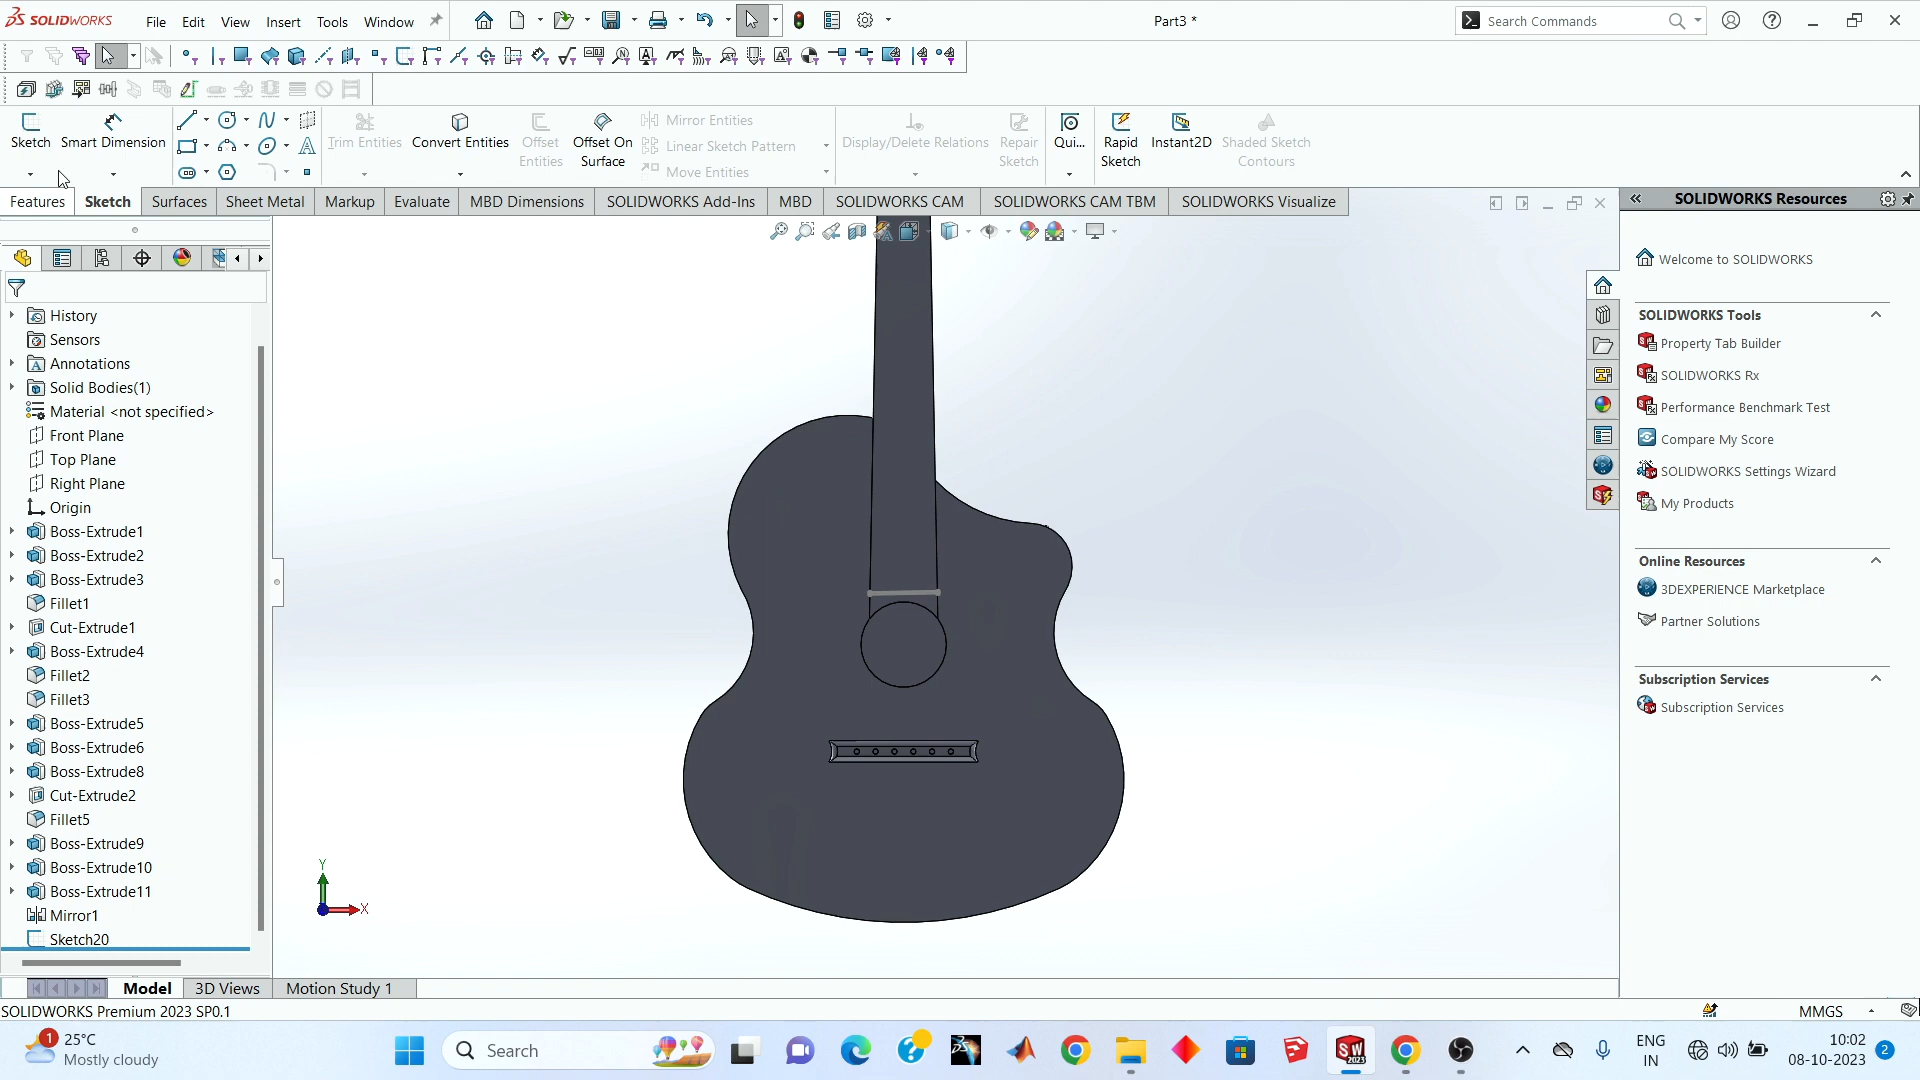 SOLIDWORKS File Edit View Insert Tools Window Part3 * Search Commands
Sketch Smart Dimension Trim Entities Convert Entities Offset Entities Offset On Surface Mirror Entities Linear Sketch Pattern Move Entities Display/Delete Relations Repair Sketch Qui... Rapid Sketch Instant2D Shaded Sketch Contours
Features Sketch Surfaces Sheet Metal Markup Evaluate MBD Dimensions SOLIDWORKS Add-Ins MBD SOLIDWORKS CAM SOLIDWORKS CAM TBM SOLIDWORKS Visualize
History
Sensors
Annotations
Solid Bodies(1)
Material <not specified>
Front Plane
Top Plane
Right Plane
Origin
Boss-Extrude1
Boss-Extrude2
Boss-Extrude3
Fillet1
Cut-Extrude1
Boss-Extrude4
Fillet2
Fillet3
Boss-Extrude5
Boss-Extrude6
Boss-Extrude8
Cut-Extrude2
Fillet5
Boss-Extrude9
Boss-Extrude10
Boss-Extrude11
Mirror1
Sketch20
Y
X
SOLIDWORKS Resources
Welcome to SOLIDWORKS
SOLIDWORKS Tools
Property Tab Builder
SOLIDWORKS Rx
Performance Benchmark Test
Compare My Score
SOLIDWORKS Settings Wizard
My Products
Online Resources
3DEXPERIENCE Marketplace
Partner Solutions
Subscription Services
Subscription Services
Model 3D Views Motion Study 1
SOLIDWORKS Premium 2023 SP0.1 MMGS
1 25°C
Mostly cloudy
Search
SW
2023
ENG
IN
10:02
08-10-2023
2